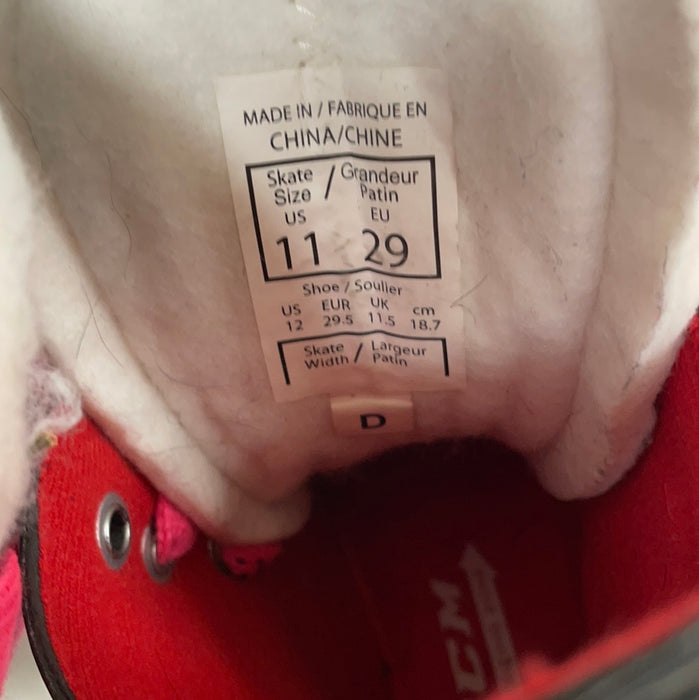 MADE IN / FABRIQUE EN
CHINA/CHINE
Skate / Grandeur
Size Patin
US EU
11 29
Shoe / Soulier
US EUR UK cm
12 29.5 11.5 18.7
Skate / Largeur
Width Patin
D
CM